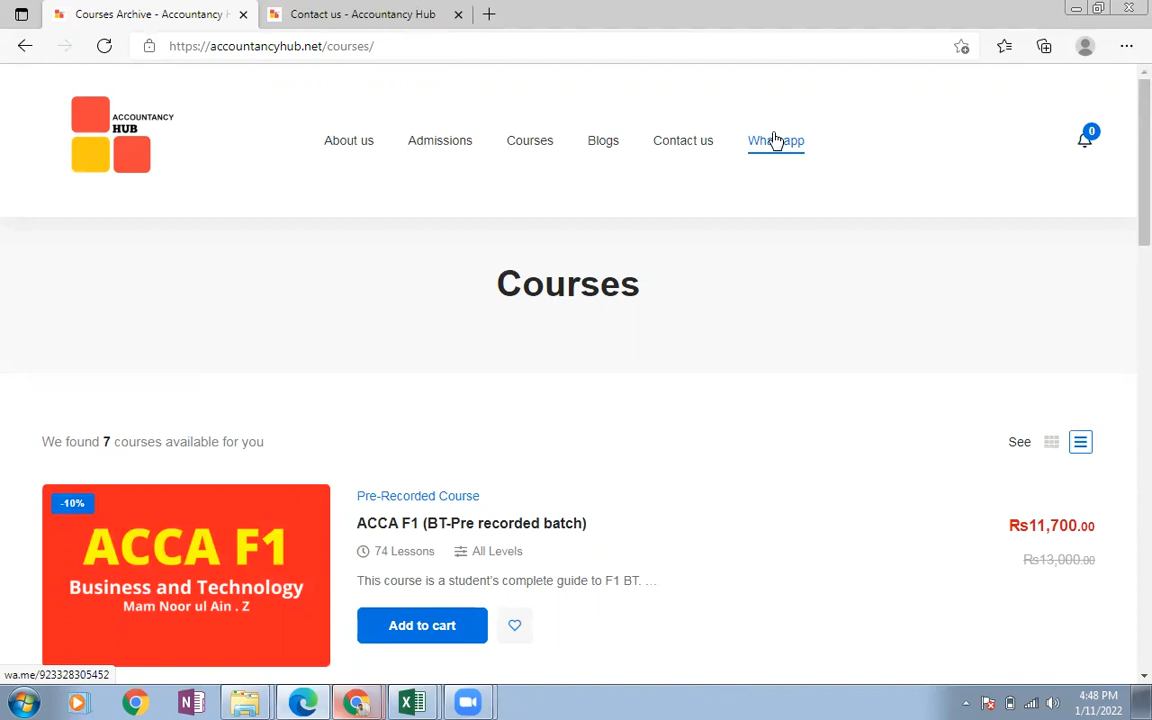 Courses Archive - Accountancy H
Contact us - Accountancy Hub
https://accountancyhub.net/courses/
ACCOUNTANCY
HUB
About us
Admissions
Courses
Blogs
Contact us
0
Courses
We found 7 courses available for you
See
-10%
ACCA F1
Business and Technology
Mam Noor ul Ain . Z
Pre-Recorded Course
ACCA F1 (BT-Pre recorded batch)
74 Lessons
All Levels
This course is a student's complete guide to F1 BT. ...
Add to cart
Rs11,700.00
Rs13,000.00
wa.me/923328305452
4:48 PM
1/11/2022